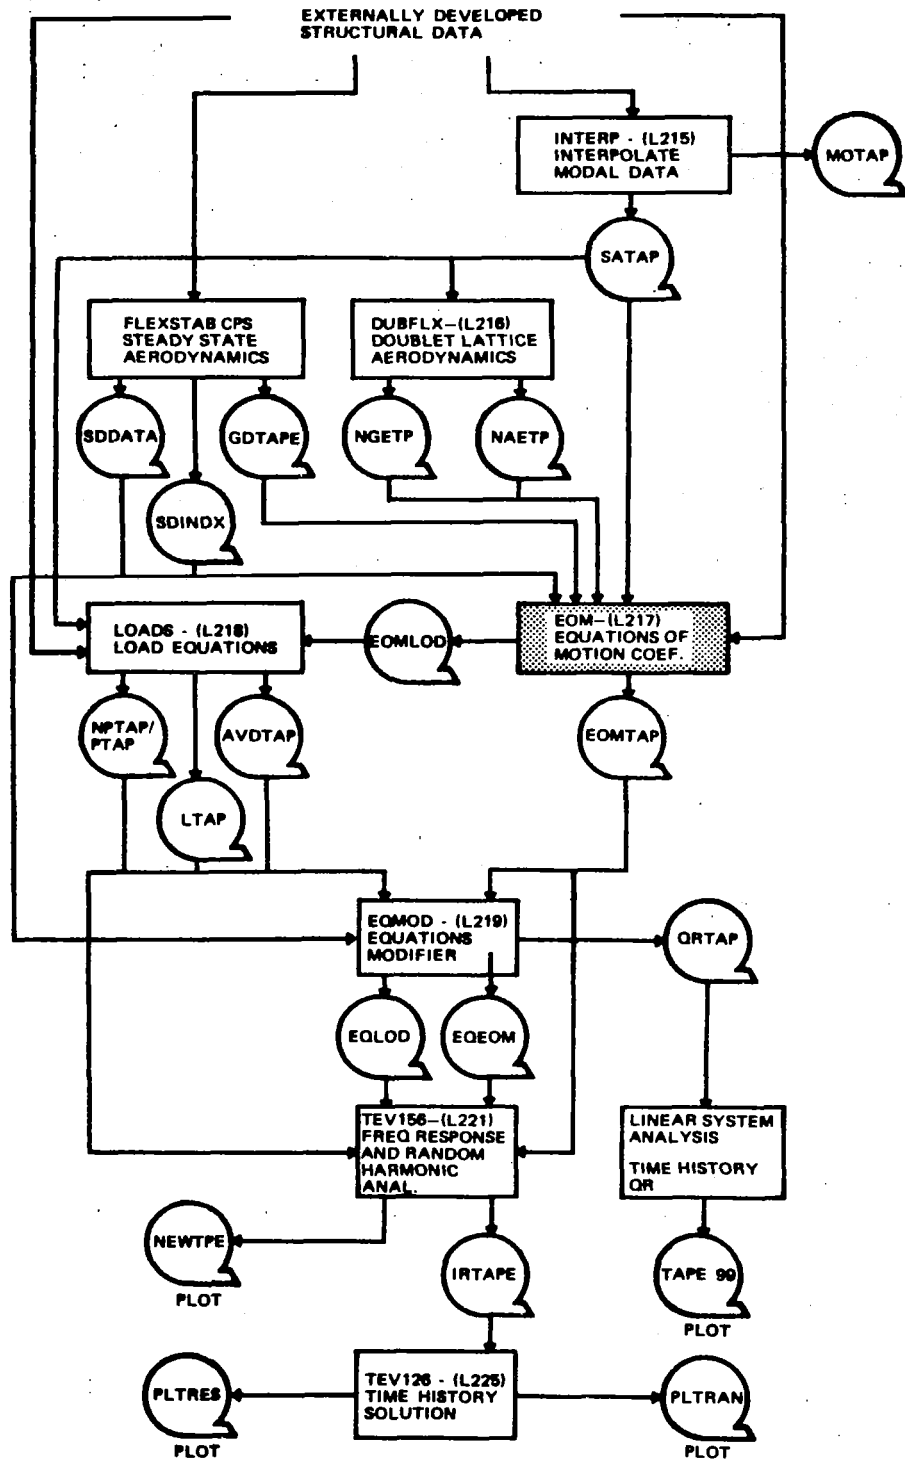 EXTERNALLY DEVELOPED
STRUCTURAL DATA
INTERP - (L215)
INTERPOLATE
MODAL DATA
MOTAP
SATAP
FLEXSTAB CPS
STEADY STATE
AERODYNAMICS
DUBFLX-(L216)
DOUBLET LATTICE
AERODYNAMICS
SDDATA
GDTAPE
NGETP
NAETP
SDINDX
LOADS - (L218)
LOAD EQUATIONS
EOMLOD
EOM-(L217)
EQUATIONS OF
MOTION COEF.
NPTAP/
PTAP
AVDTAP
EOMTAP
LTAP
EQMOD - (L219)
EQUATIONS
MODIFIER
QRTAP
EQLOD
EQEOM
TEV156-(L221)
FREQ RESPONSE
AND RANDOM
HARMONIC
ANAL.
LINEAR SYSTEM
ANALYSIS
TIME HISTORY
QR
NEWTPE
PLOT
IRTAPE
TAPE 99
PLOT
TEV126 - (L225)
TIME HISTORY
SOLUTION
PLTRES
PLOT
PLTRAN
PLOT